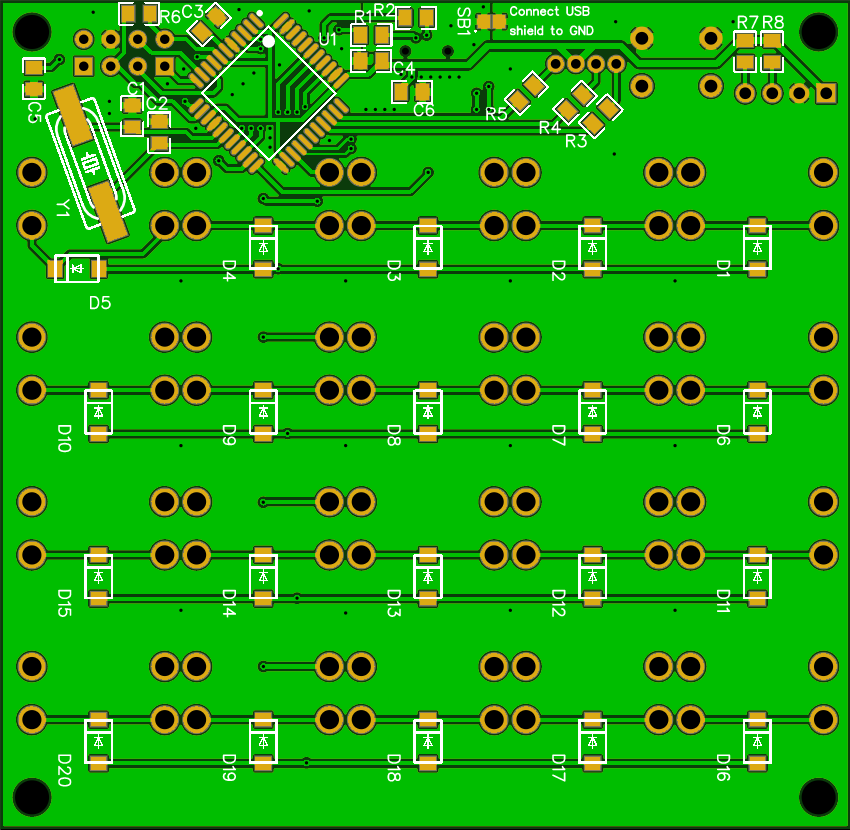 R6
C3
R1
R2
SB1
Connect USB
shield to GND
R7
R8
U1
C4
C5
C1
C2
C6
R5
R4
R3
Y1
D5
D4
D3
D2
D1
D10
D9
D8
D7
D6
D15
D14
D13
D12
D11
D20
D19
D18
D17
D16